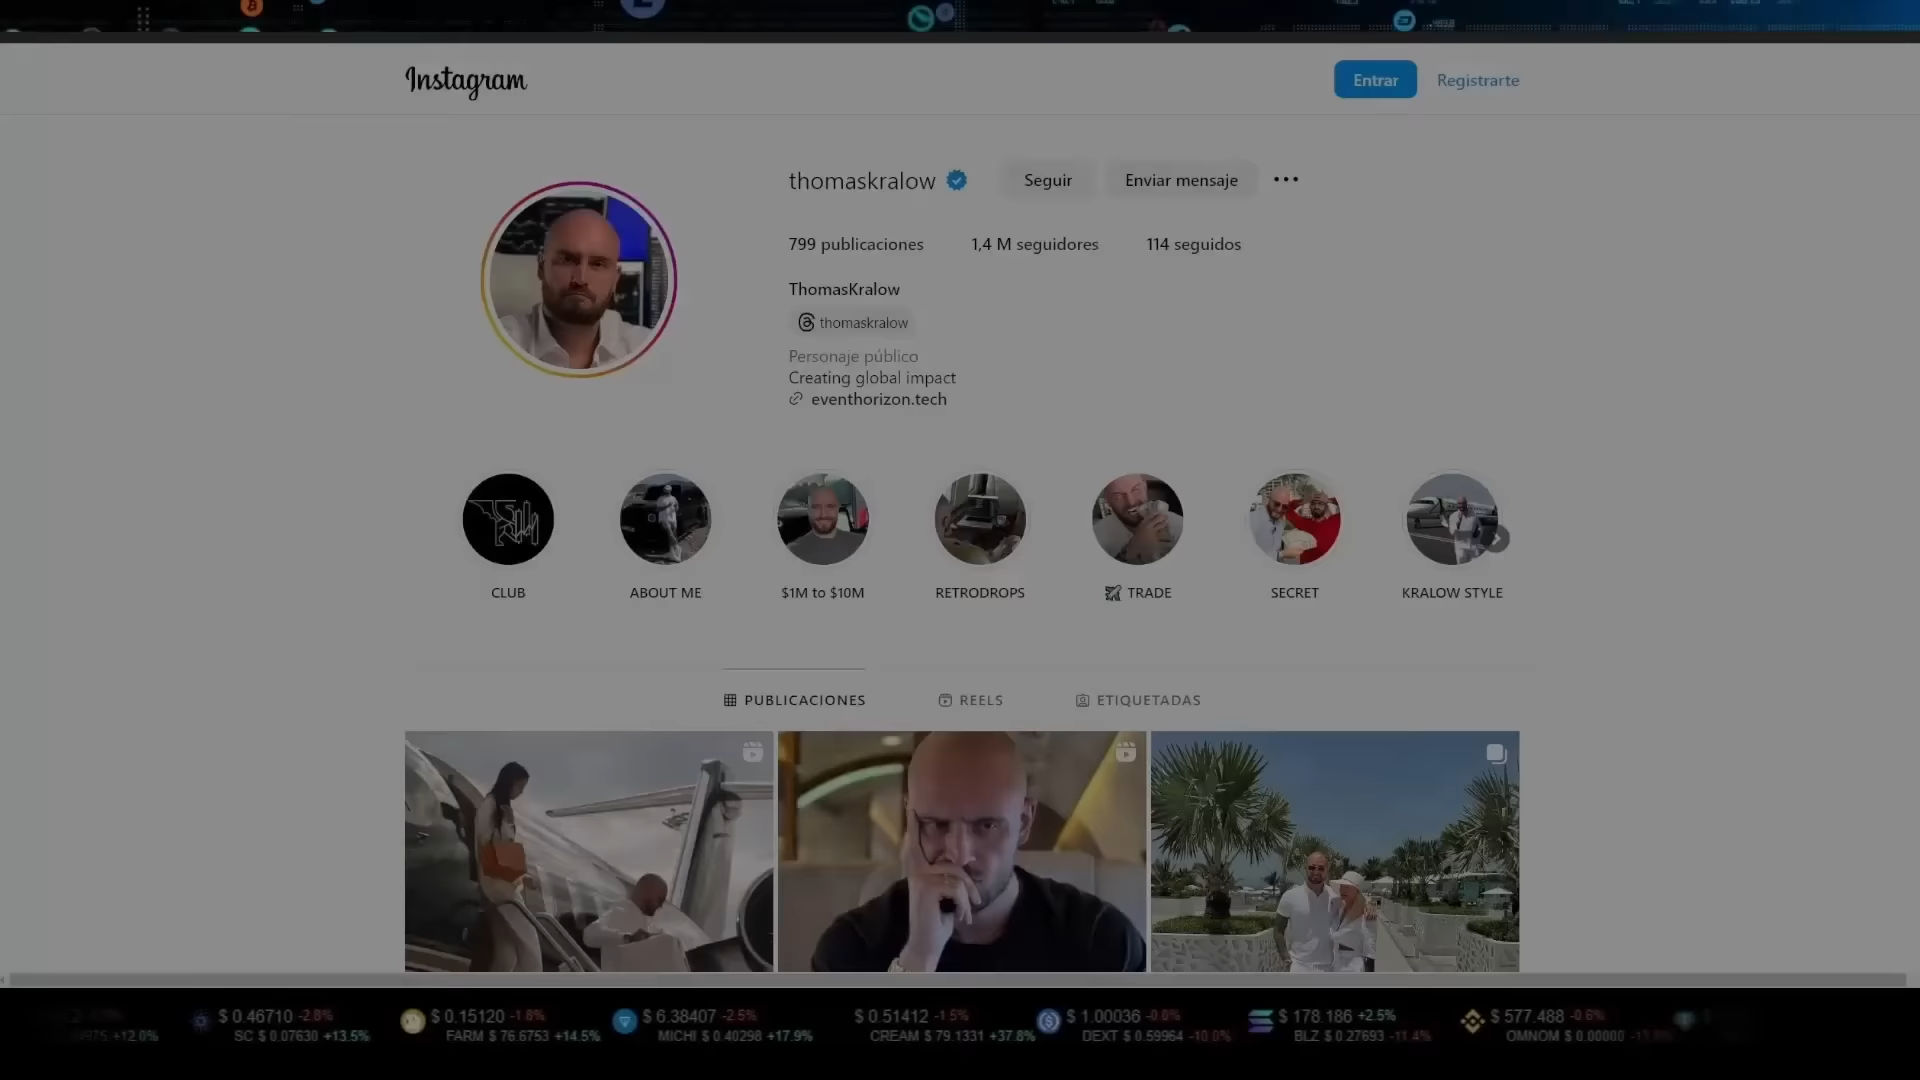 Instagram
Entrar
Registrarte
thomaskralow
Seguir
Enviar mensaje
799 publicaciones
1,4 M seguidores
114 seguidos
ThomasKralow
thomaskralow
Personaje público
Creating global impact
eventhorizon.tech
CLUB
ABOUT ME
$1M to $10M
RETRODROPS
TRADE
SECRET
KRALOW STYLE
PUBLICACIONES
REELS
ETIQUETADAS
$ 0.46710 -2.8%
$ 0.15120 -1.8%
$ 6.38407 -2.5%
$ 0.51412 -1.5%
$ 1.00036 -0.0%
$ 178.186 +2.5%
$ 577.488 -0.6%
+12.0%
SC $ 0.07630 +13.5%
FARM $ 76.6753 +14.5%
MICHI $ 0.40298 +17.9%
CREAM $ 79.1331 +37.8%
DEXT $ 0.59964 -10.0%
BLZ $ 0.27693 -11.4%
OMNOM $ 0.00000